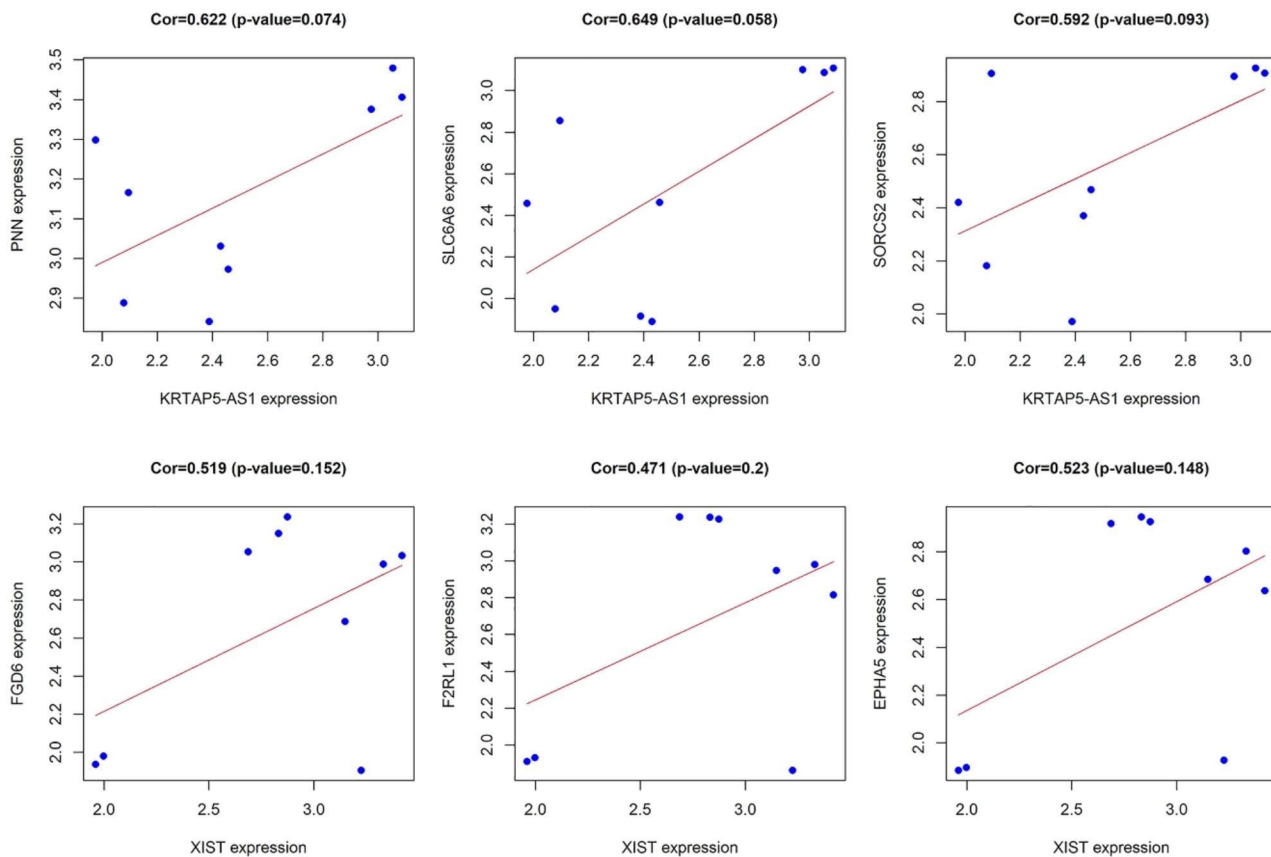 Cor=0.622 (p-value=0.074)
PNN expression
3.5
3.4
3.3
3.2
3.1
3.0
2.9
2.0 2.2 2.4 2.6 2.8 3.0
KRTAP5-AS1 expression
Cor=0.649 (p-value=0.058)
SLC6A6 expression
3.0
2.8
2.6
2.4
2.2
2.0
2.0 2.2 2.4 2.6 2.8 3.0
KRTAP5-AS1 expression
Cor=0.592 (p-value=0.093)
SORCS2 expression
2.8
2.6
2.4
2.2
2.0
2.0 2.2 2.4 2.6 2.8 3.0
KRTAP5-AS1 expression
Cor=0.519 (p-value=0.152)
FGD6 expression
3.2
3.0
2.8
2.6
2.4
2.2
2.0
2.0 2.5 3.0
XIST expression
Cor=0.471 (p-value=0.2)
F2RL1 expression
3.2
3.0
2.8
2.6
2.4
2.2
2.0
2.0 2.5 3.0
XIST expression
Cor=0.523 (p-value=0.148)
EPHA5 expression
2.8
2.6
2.4
2.2
2.0
2.0 2.5 3.0
XIST expression